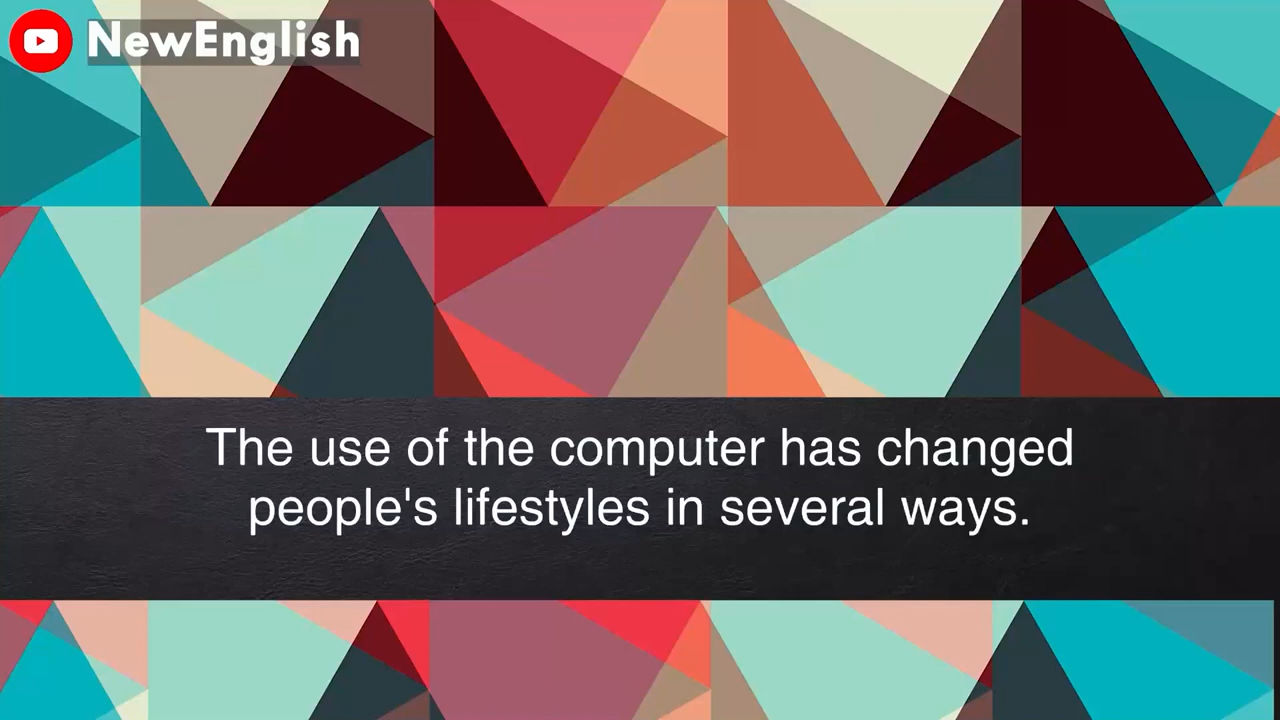 NewEnglish
The use of the computer has changed
people's lifestyles in several ways.